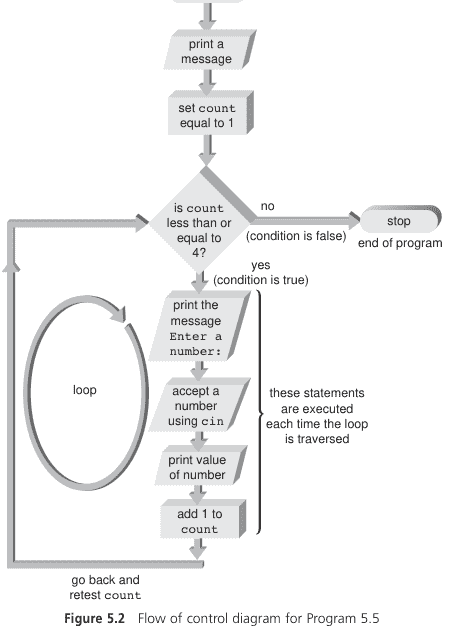 print a
message
set count
equal to 1
is count
less than or
equal to
4?
no
(condition is false)
stop
end of program
yes
(condition is true)
print the
message
Enter a
number:
loop
accept a
number
using cin
these statements
are executed
each time the loop
is traversed
print value
of number
add 1 to
count
go back and
retest count
Figure 5.2 Flow of control diagram for Program 5.5